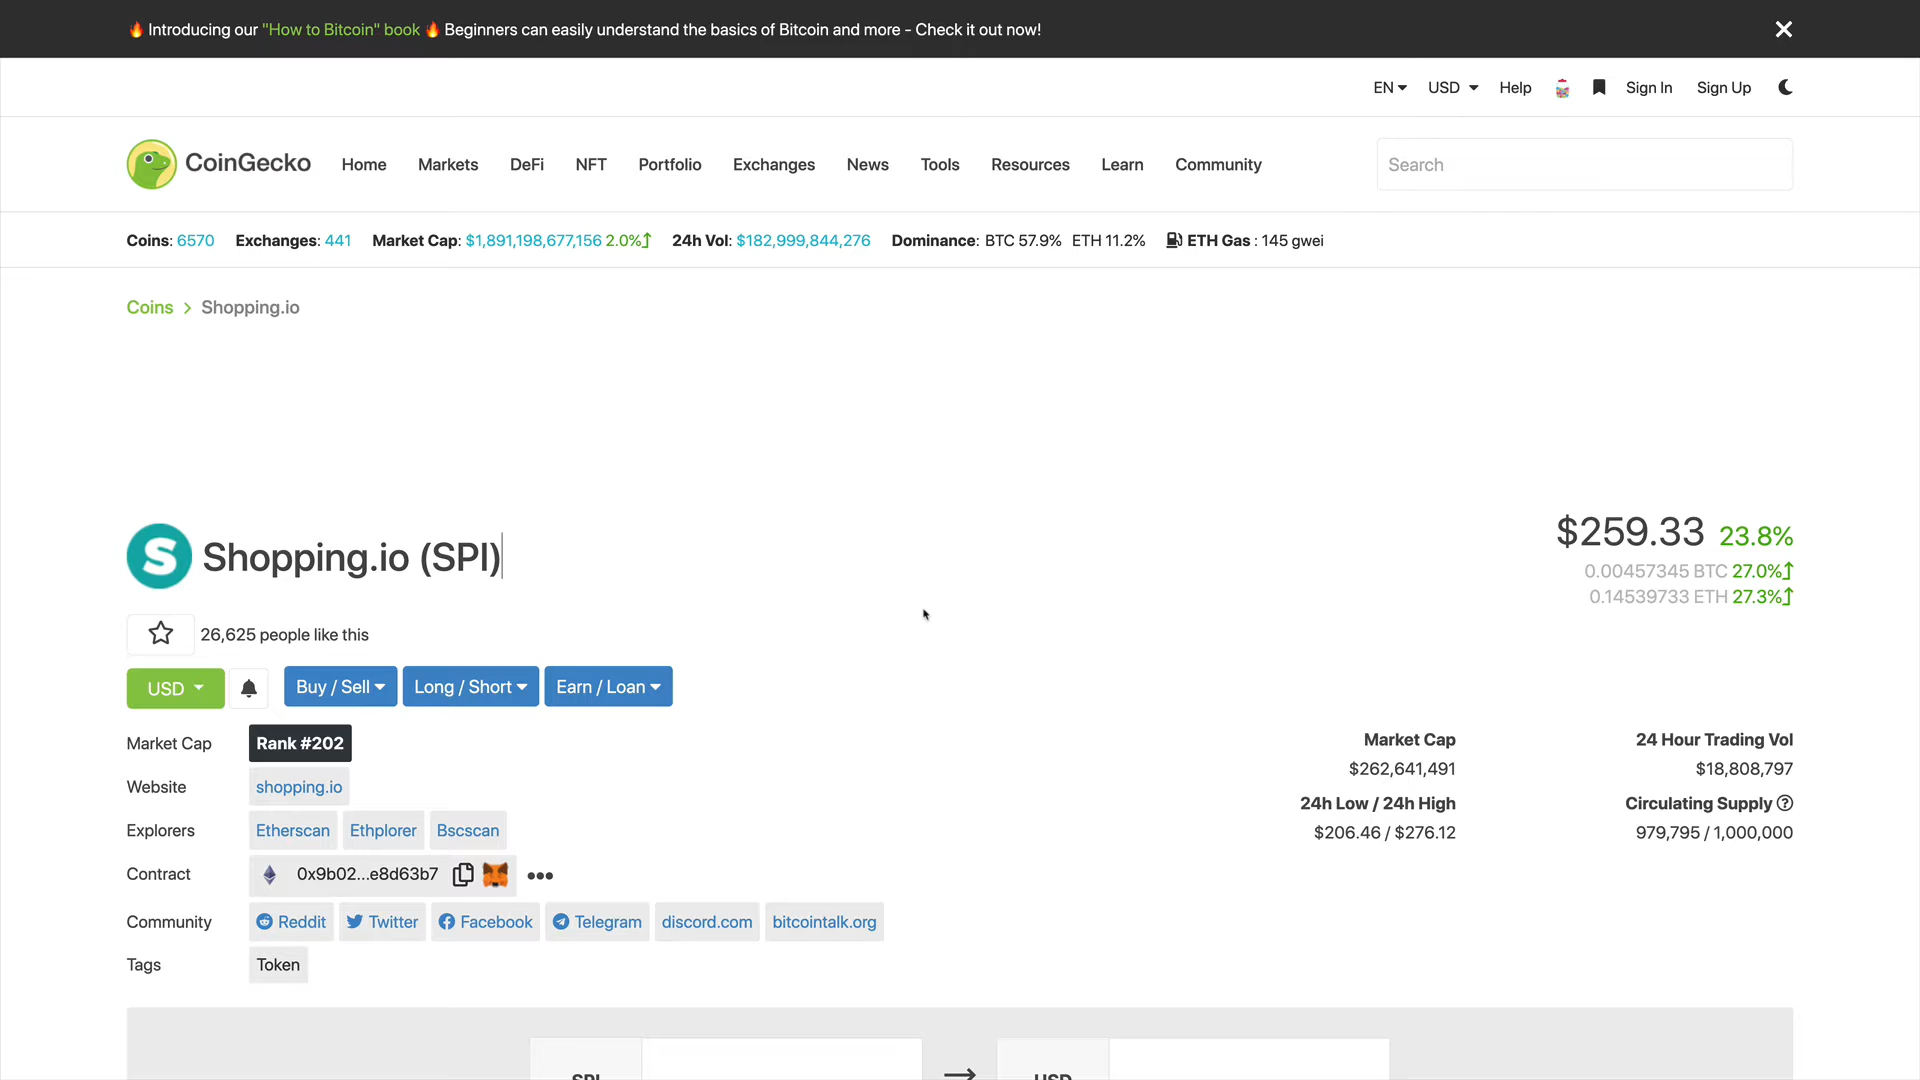 🔥 Introducing our "How to Bitcoin" book 🔥 Beginners can easily understand the basics of Bitcoin and more - Check it out now!
EN USD Help Sign In Sign Up
CoinGecko Home Markets DeFi NFT Portfolio Exchanges News Tools Resources Learn Community Search
Coins: 6570 Exchanges: 441 Market Cap: $1,891,198,677,156 2.0% 24h Vol: $182,999,844,276 Dominance: BTC 57.9% ETH 11.2% ETH Gas : 145 gwei
Coins > Shopping.io
S Shopping.io (SPI)
$259.33 23.8%
0.00457345 BTC 27.0%
0.14539733 ETH 27.3%
26,625 people like this
USD Buy / Sell Long / Short Earn / Loan
Market Cap Rank #202
Website shopping.io
Explorers Etherscan Ethplorer Bscscan
Contract 0x9b02...e8d63b7 •••
Community Reddit Twitter Facebook Telegram discord.com bitcointalk.org
Tags Token
Market Cap 24 Hour Trading Vol
$262,641,491 $18,808,797
24h Low / 24h High Circulating Supply ?
$206.46 / $276.12 979,795 / 1,000,000
SPI → USD